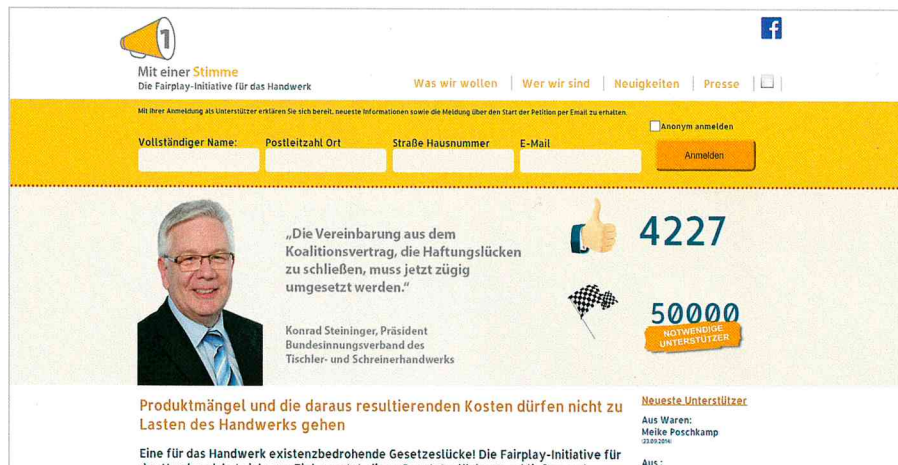 1
Mit einer Stimme
Die Fairplay-Initiative für das Handwerk
Was wir wollen | Wer wir sind | Neuigkeiten | Presse
Mit Ihrer Anmeldung als Unterstützer erklären Sie sich bereit, neueste Informationen sowie die Meldung über den Start der Petition per Email zu erhalten.
Anonym anmelden
Vollständiger Name: Postleitzahl Ort Straße Hausnummer E-Mail
Anmelden
„Die Vereinbarung aus dem
Koalitionsvertrag, die Haftungslücken
zu schließen, muss jetzt zügig
umgesetzt werden.“
Konrad Steininger, Präsident
Bundesinnungsverband des
Tischler- und Schreinerhandwerks
4227
50000
NOTWENDIGE
UNTERSTÜTZER
Produktmängel und die daraus resultierenden Kosten dürfen nicht zu
Lasten des Handwerks gehen
Eine für das Handwerk existenzbedrohende Gesetzeslücke! Die Fairplay-Initiative für
Neueste Unterstützer
Aus Waren:
Meike Poschkamp
(23.09.2014)
Aus :